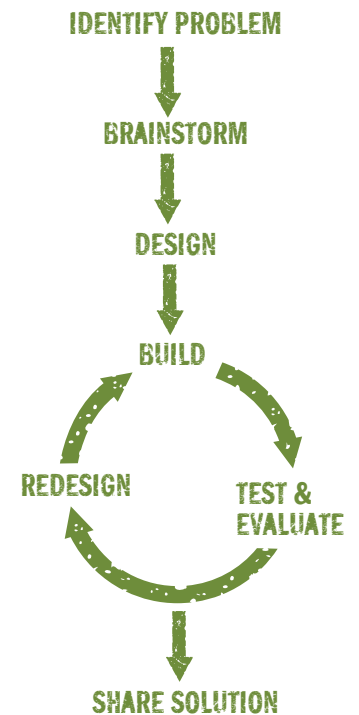 IDENTIFY PROBLEM
BRAINSTORM
DESIGN
BUILD
REDESIGN
TEST &
EVALUATE
SHARE SOLUTION